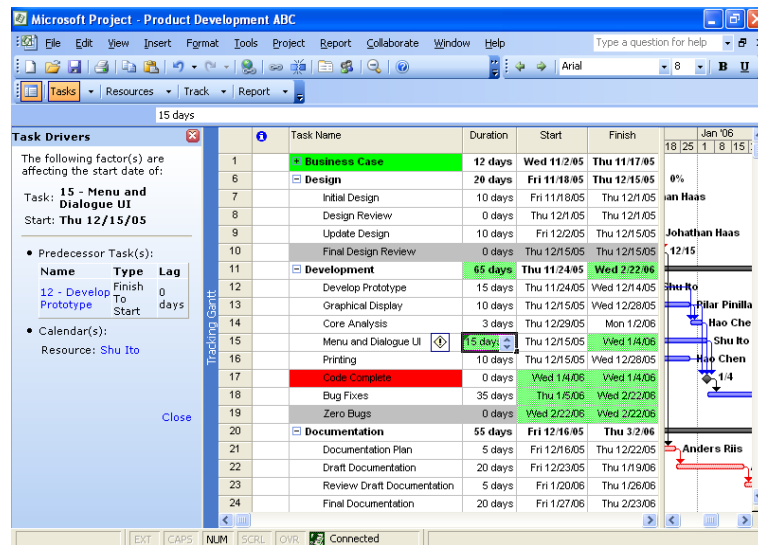 Microsoft Project - Product Development ABC
File Edit View Insert Format Tools Project Report Collaborate Window Help Type a question for help
Arial 8 B U
Tasks Resources Track Report
15 days
Task Drivers
The following factor(s) are
affecting the start date of:
Task: 15 - Menu and
Dialogue UI
Start: Thu 12/15/05
Predecessor Task(s):
Name Type Lag
12 - Develop Prototype Finish To Start 0 days
Calendar(s):
Resource: Shu Ito
Close
Tracking Gantt
Task Name Duration Start Finish Jan '06
18 25 1 8 15
1 Business Case 12 days Wed 11/2/05 Thu 11/17/05
6 Design 20 days Fri 11/18/05 Thu 12/15/05 0%
7 Initial Design 10 days Fri 11/18/05 Thu 12/1/05 an Haas
8 Design Review 0 days Thu 12/1/05 Thu 12/1/05
9 Update Design 10 days Fri 12/2/05 Thu 12/15/05 Johathan Haas
10 Final Design Review 0 days Thu 12/15/05 Thu 12/15/05 12/15
11 Development 65 days Thu 11/24/05 Wed 2/22/06
12 Develop Prototype 15 days Thu 11/24/05 Wed 12/14/05 Shu Ito
13 Graphical Display 10 days Thu 12/15/05 Wed 12/28/05 Pilar Pinilla
14 Core Analysis 3 days Thu 12/29/05 Mon 1/2/06 Hao Che
15 Menu and Dialogue UI 15 days Thu 12/15/05 Wed 1/4/06 Shu Ito
16 Printing 10 days Thu 12/15/05 Wed 12/28/05 Hao Chen
17 Code Complete 0 days Wed 1/4/06 Wed 1/4/06 1/4
18 Bug Fixes 35 days Thu 1/5/06 Wed 2/22/06
19 Zero Bugs 0 days Wed 2/22/06 Wed 2/22/06
20 Documentation 55 days Fri 12/16/05 Thu 3/2/06
21 Documentation Plan 5 days Fri 12/16/05 Thu 12/22/05 Anders Riis
22 Draft Documentation 20 days Fri 12/23/05 Thu 1/19/06
23 Review Draft Documentation 5 days Fri 1/20/06 Thu 1/26/06
24 Final Documentation 20 days Fri 1/27/06 Thu 2/23/06
EXT CAPS NUM SCRL OVR Connected